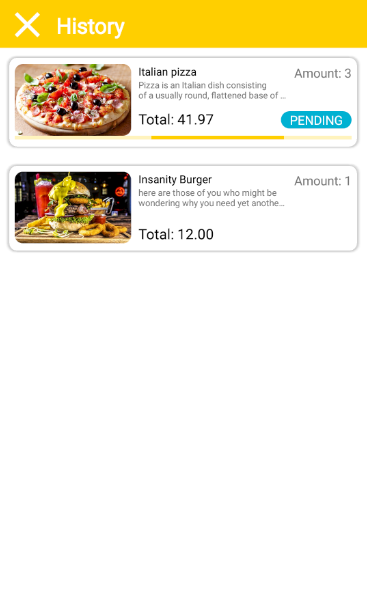 History
Italian pizza
Amount: 3
Pizza is an Italian dish consisting
of a usually round, flattened base of ...
Total: 41.97
PENDING
Insanity Burger
Amount: 1
here are those of you who might be
wondering why you need yet anothe...
Total: 12.00